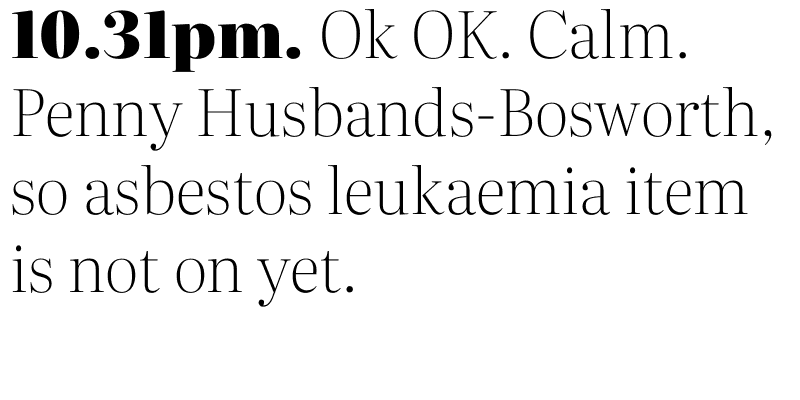 10.31pm. Ok OK. Calm.
Penny Husbands-Bosworth,
so asbestos leukaemia item
is not on yet.